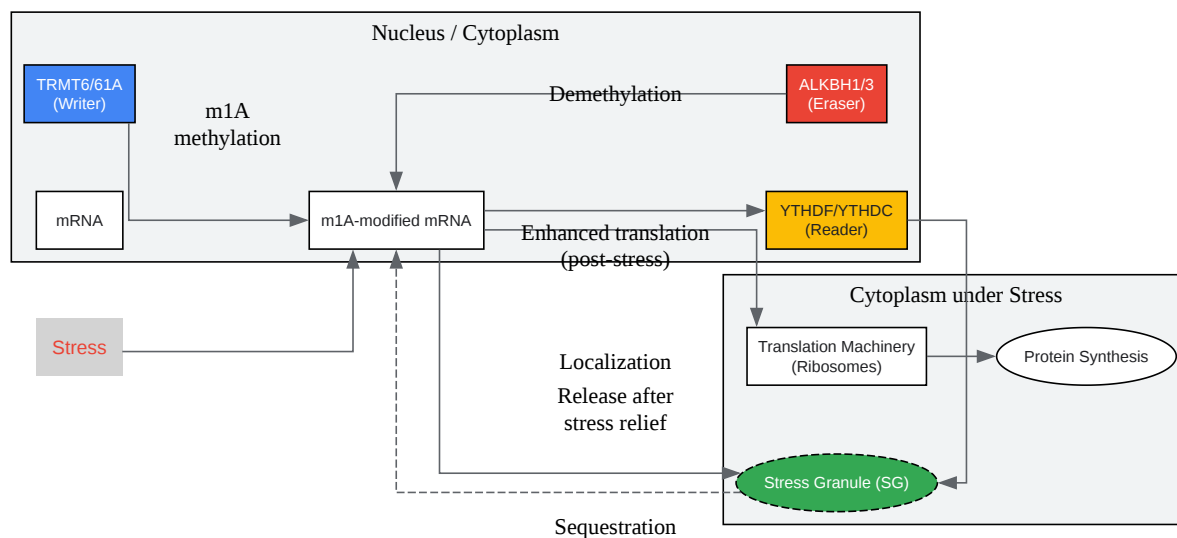 Nucleus / Cytoplasm
TRMT6/61A
(Writer)
m1A
methylation
Demethylation
ALKBH1/3
(Eraser)
mRNA
m1A-modified mRNA
YTHDF/YTHDC
(Reader)
Enhanced translation
(post-stress)
Cytoplasm under Stress
Stress
Translation Machinery
(Ribosomes)
Protein Synthesis
Localization
Release after
stress relief
Stress Granule (SG)
Sequestration